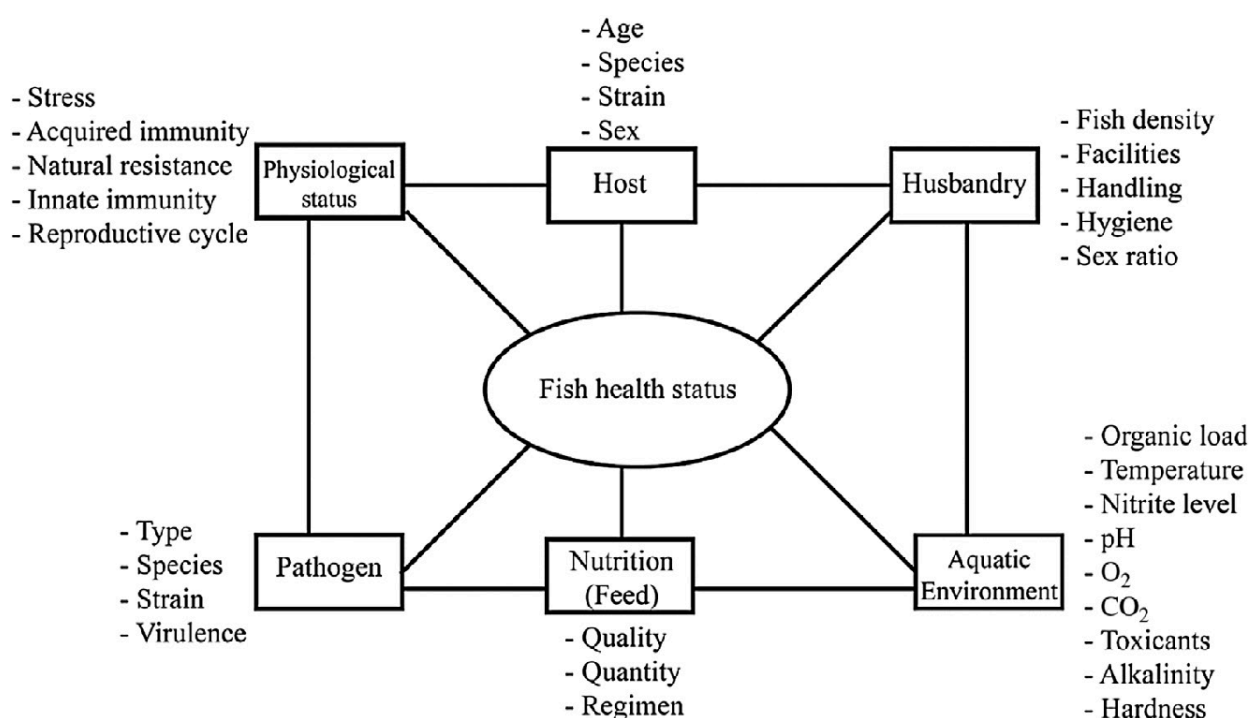 - Age
- Species
- Strain
- Sex
- Stress
- Acquired immunity
- Natural resistance
- Innate immunity
- Reproductive cycle
Physiological
status
Host
Husbandry
- Fish density
- Facilities
- Handling
- Hygiene
- Sex ratio
Fish health status
- Type
- Species
- Strain
- Virulence
Pathogen
Nutrition
(Feed)
- Quality
- Quantity
- Regimen
Aquatic
Environment
- Organic load
- Temperature
- Nitrite level
- pH
- O₂
- CO₂
- Toxicants
- Alkalinity
- Hardness